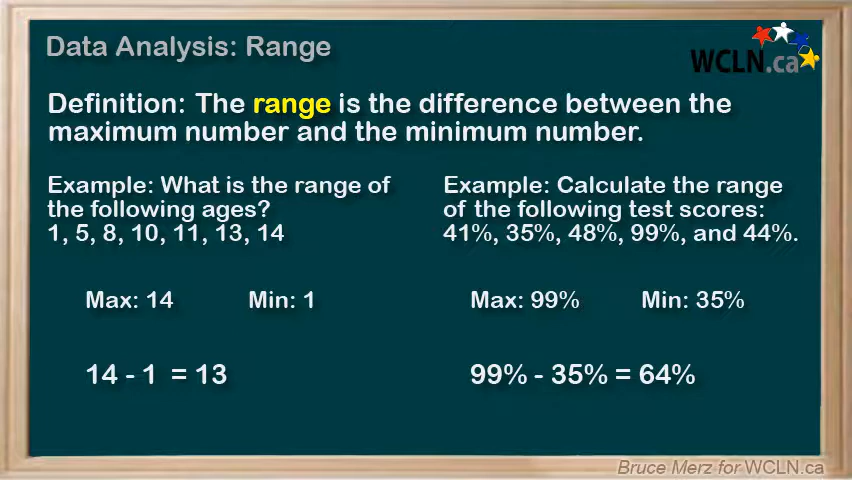 Data Analysis: Range
WCLN.ca
Definition: The range is the difference between the
maximum number and the minimum number.
Example: What is the range of
the following ages?
1, 5, 8, 10, 11, 13, 14
Max: 14 Min: 1
14 - 1 = 13
Example: Calculate the range
of the following test scores:
41%, 35%, 48%, 99%, and 44%.
Max: 99% Min: 35%
99% - 35% = 64%
Bruce Merz for WCLN.ca